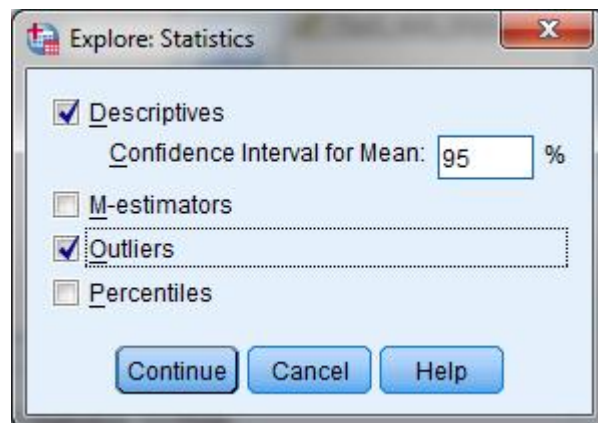 Explore: Statistics
Descriptives
Confidence Interval for Mean: 95 %
M-estimators
Outliers
Percentiles
Continue Cancel Help